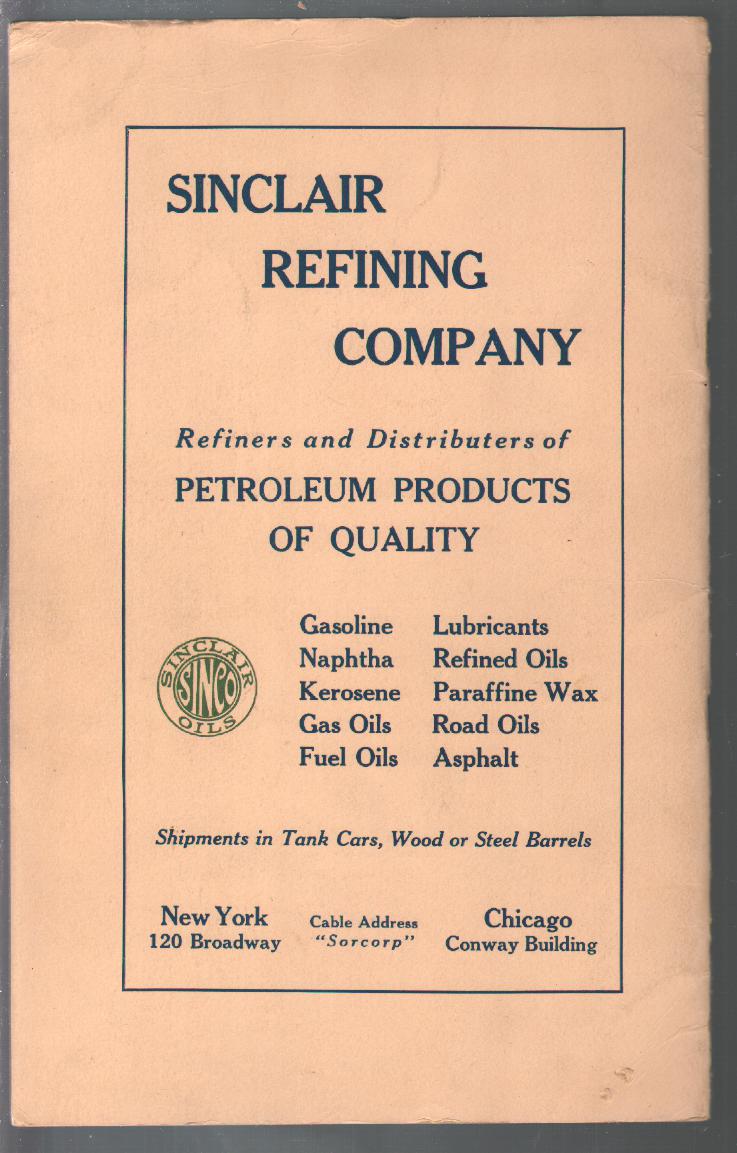 SINCLAIR
REFINING
COMPANY
Refiners and Distributers of
PETROLEUM PRODUCTS
OF QUALITY
SINCLAIR
SINCO
OILS
Gasoline
Naphtha
Kerosene
Gas Oils
Fuel Oils
Lubricants
Refined Oils
Paraffine Wax
Road Oils
Asphalt
Shipments in Tank Cars, Wood or Steel Barrels
New York
120 Broadway
Cable Address
"Sorcorp"
Chicago
Conway Building